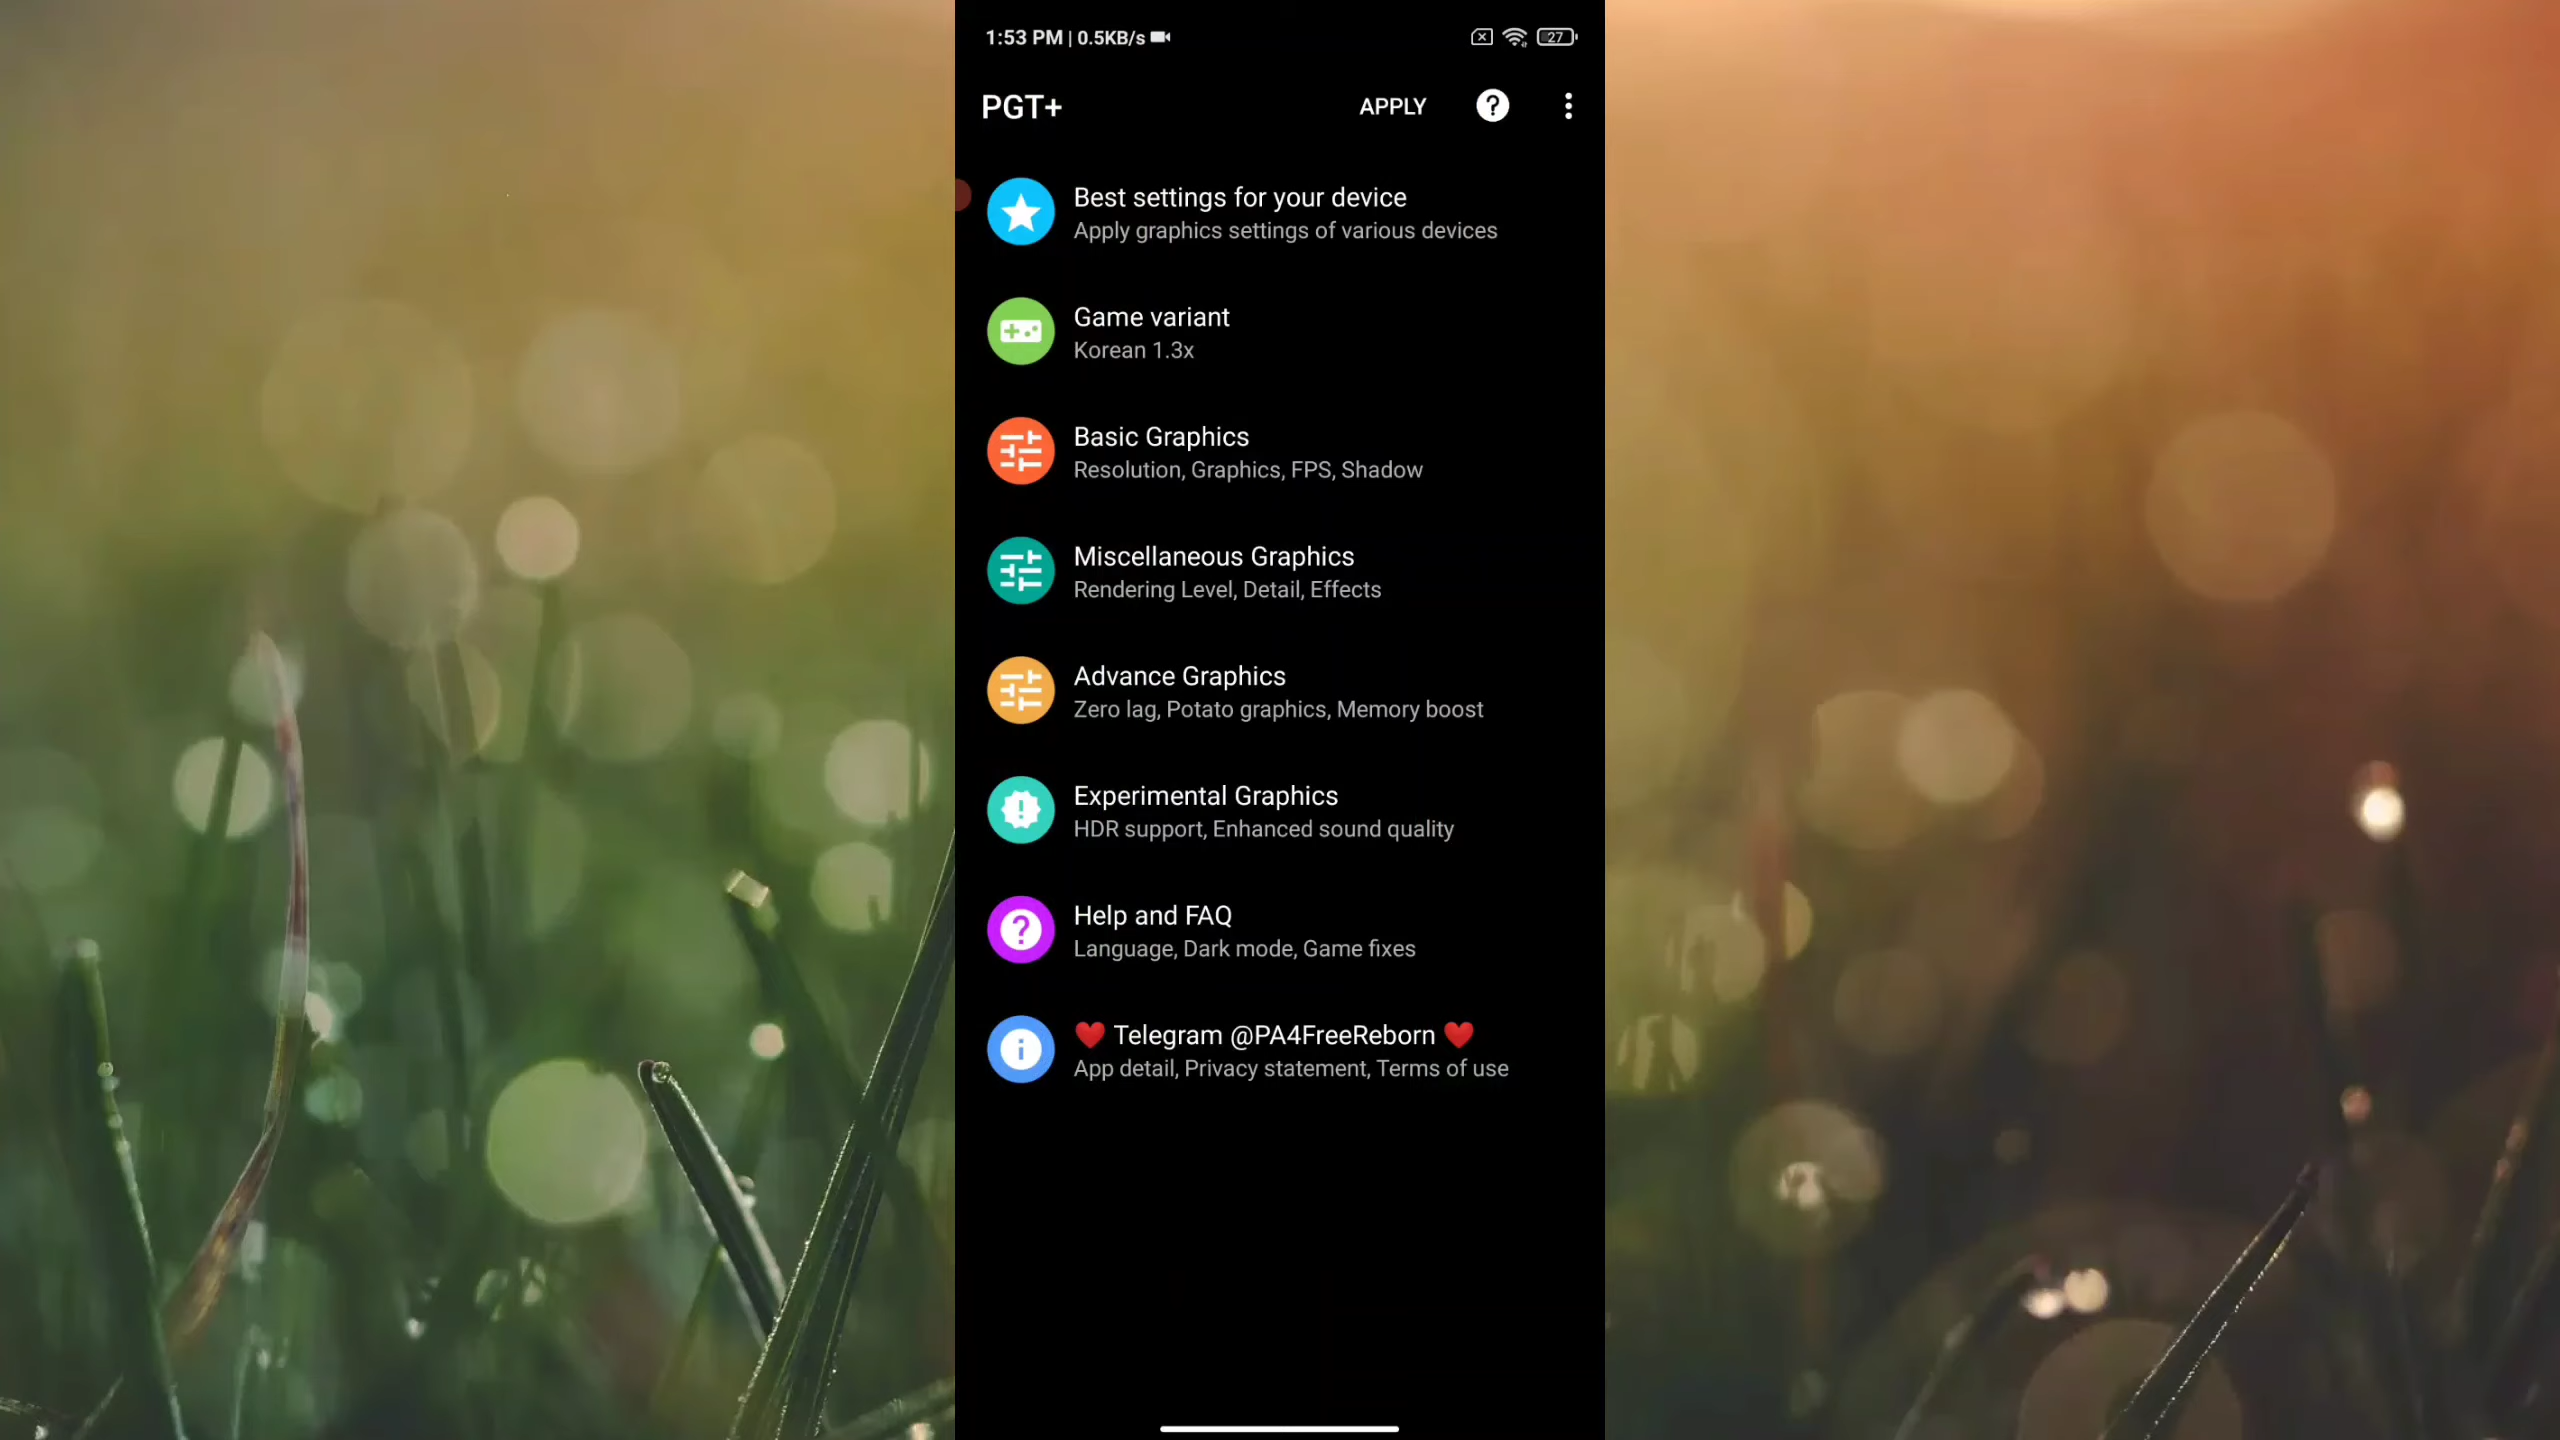 1:53 PM | 0.5KB/s
27
PGT+
APPLY
Best settings for your device
Apply graphics settings of various devices
Game variant
Korean 1.3x
Basic Graphics
Resolution, Graphics, FPS, Shadow
Miscellaneous Graphics
Rendering Level, Detail, Effects
Advance Graphics
Zero lag, Potato graphics, Memory boost
Experimental Graphics
HDR support, Enhanced sound quality
Help and FAQ
Language, Dark mode, Game fixes
❤️ Telegram @PA4FreeReborn ❤️
App detail, Privacy statement, Terms of use